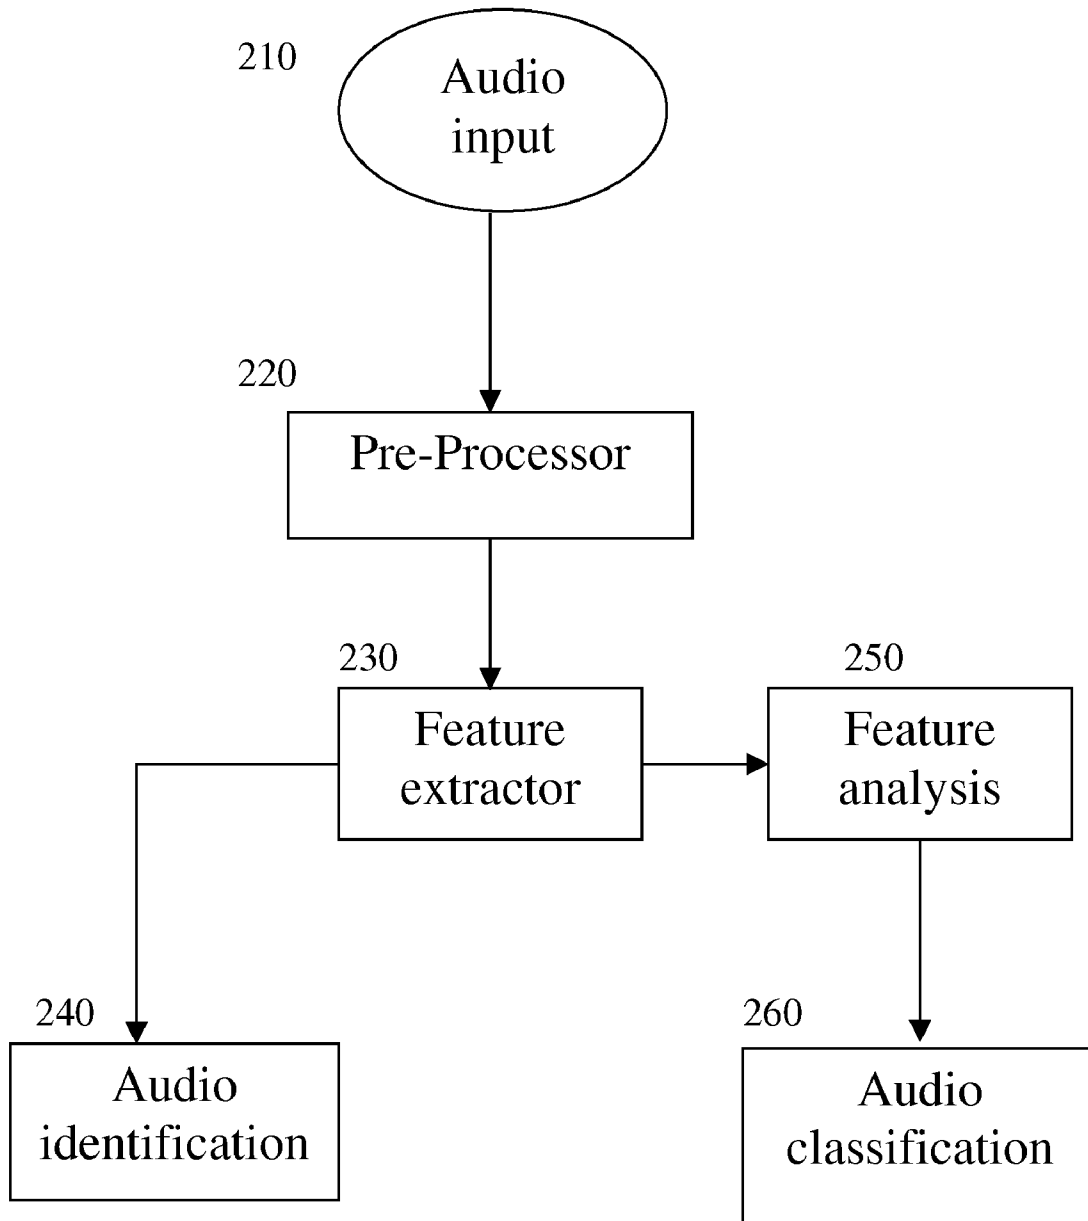 210
Audio
input
220
Pre-Processor
230
Feature
extractor
250
Feature
analysis
240
Audio
identification
260
Audio
classification